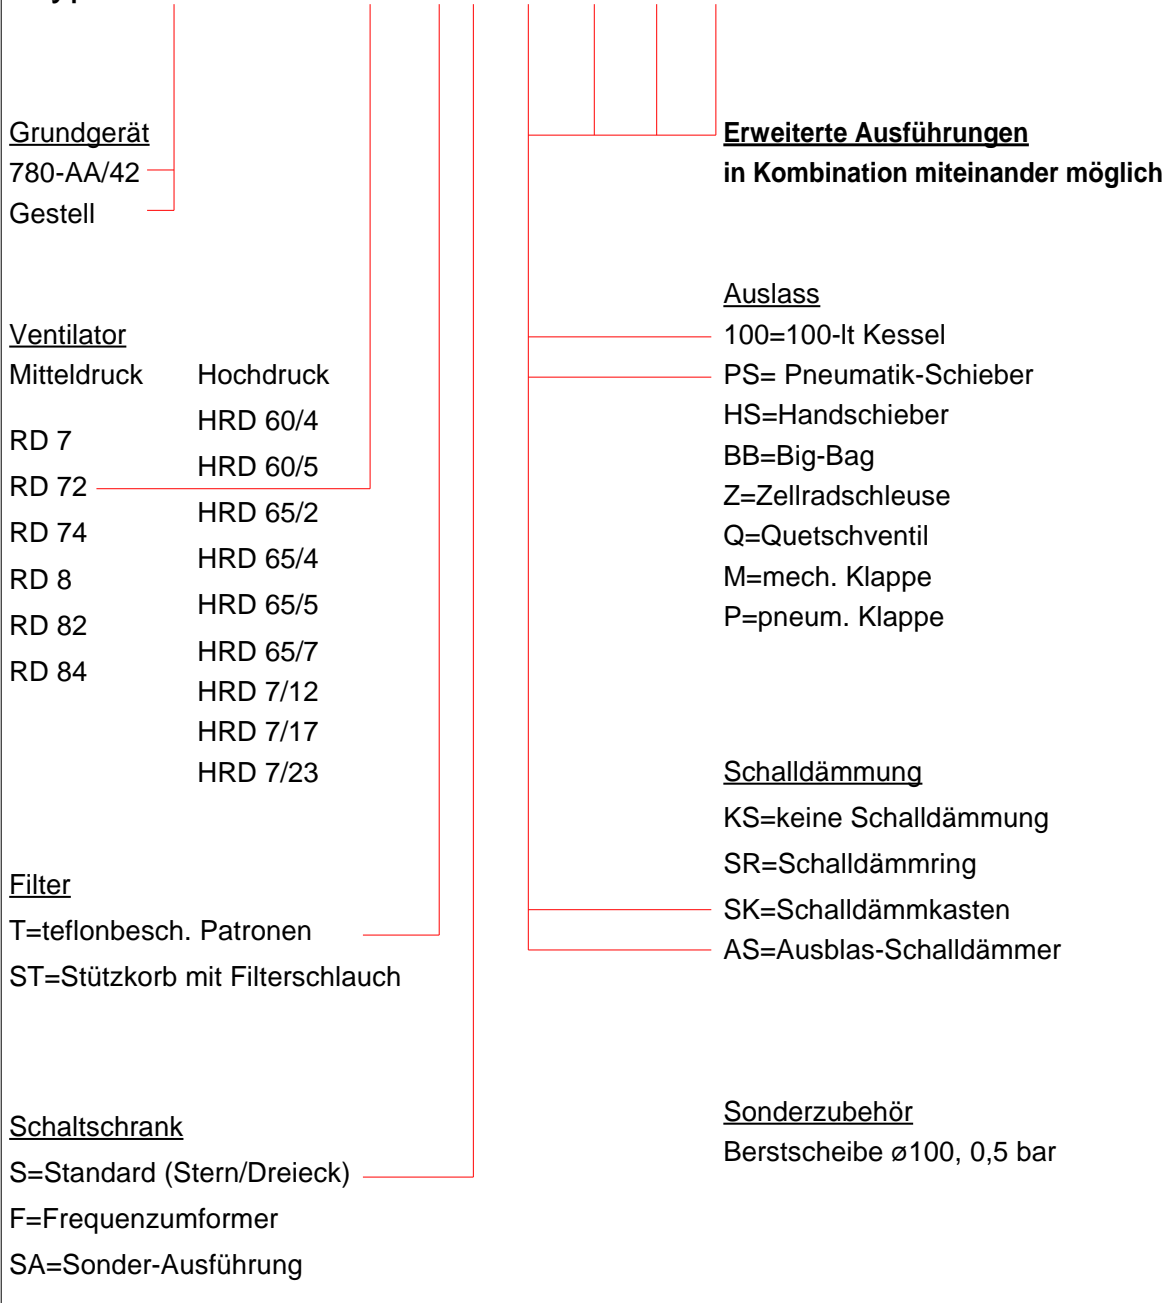 Grundgerät
780-AA/42
Gestell
Ventilator
Mitteldruck Hochdruck
RD 7
RD 72
RD 74
RD 8
RD 82
RD 84
HRD 60/4
HRD 60/5
HRD 65/2
HRD 65/4
HRD 65/5
HRD 65/7
HRD 7/12
HRD 7/17
HRD 7/23
Filter
T=teflonbesch. Patronen
ST=Stützkorb mit Filterschlauch
Schaltschrank
S=Standard (Stern/Dreieck)
F=Frequenzumformer
SA=Sonder-Ausführung
Erweiterte Ausführungen
in Kombination miteinander möglich
Auslass
100=100-lt Kessel
PS= Pneumatik-Schieber
HS=Handschieber
BB=Big-Bag
Z=Zellradschleuse
Q=Quetschventil
M=mech. Klappe
P=pneum. Klappe
Schalldämmung
KS=keine Schalldämmung
SR=Schalldämmring
SK=Schalldämmkasten
AS=Ausblas-Schalldämmer
Sonderzubehör
Berstscheibe ø100, 0,5 bar